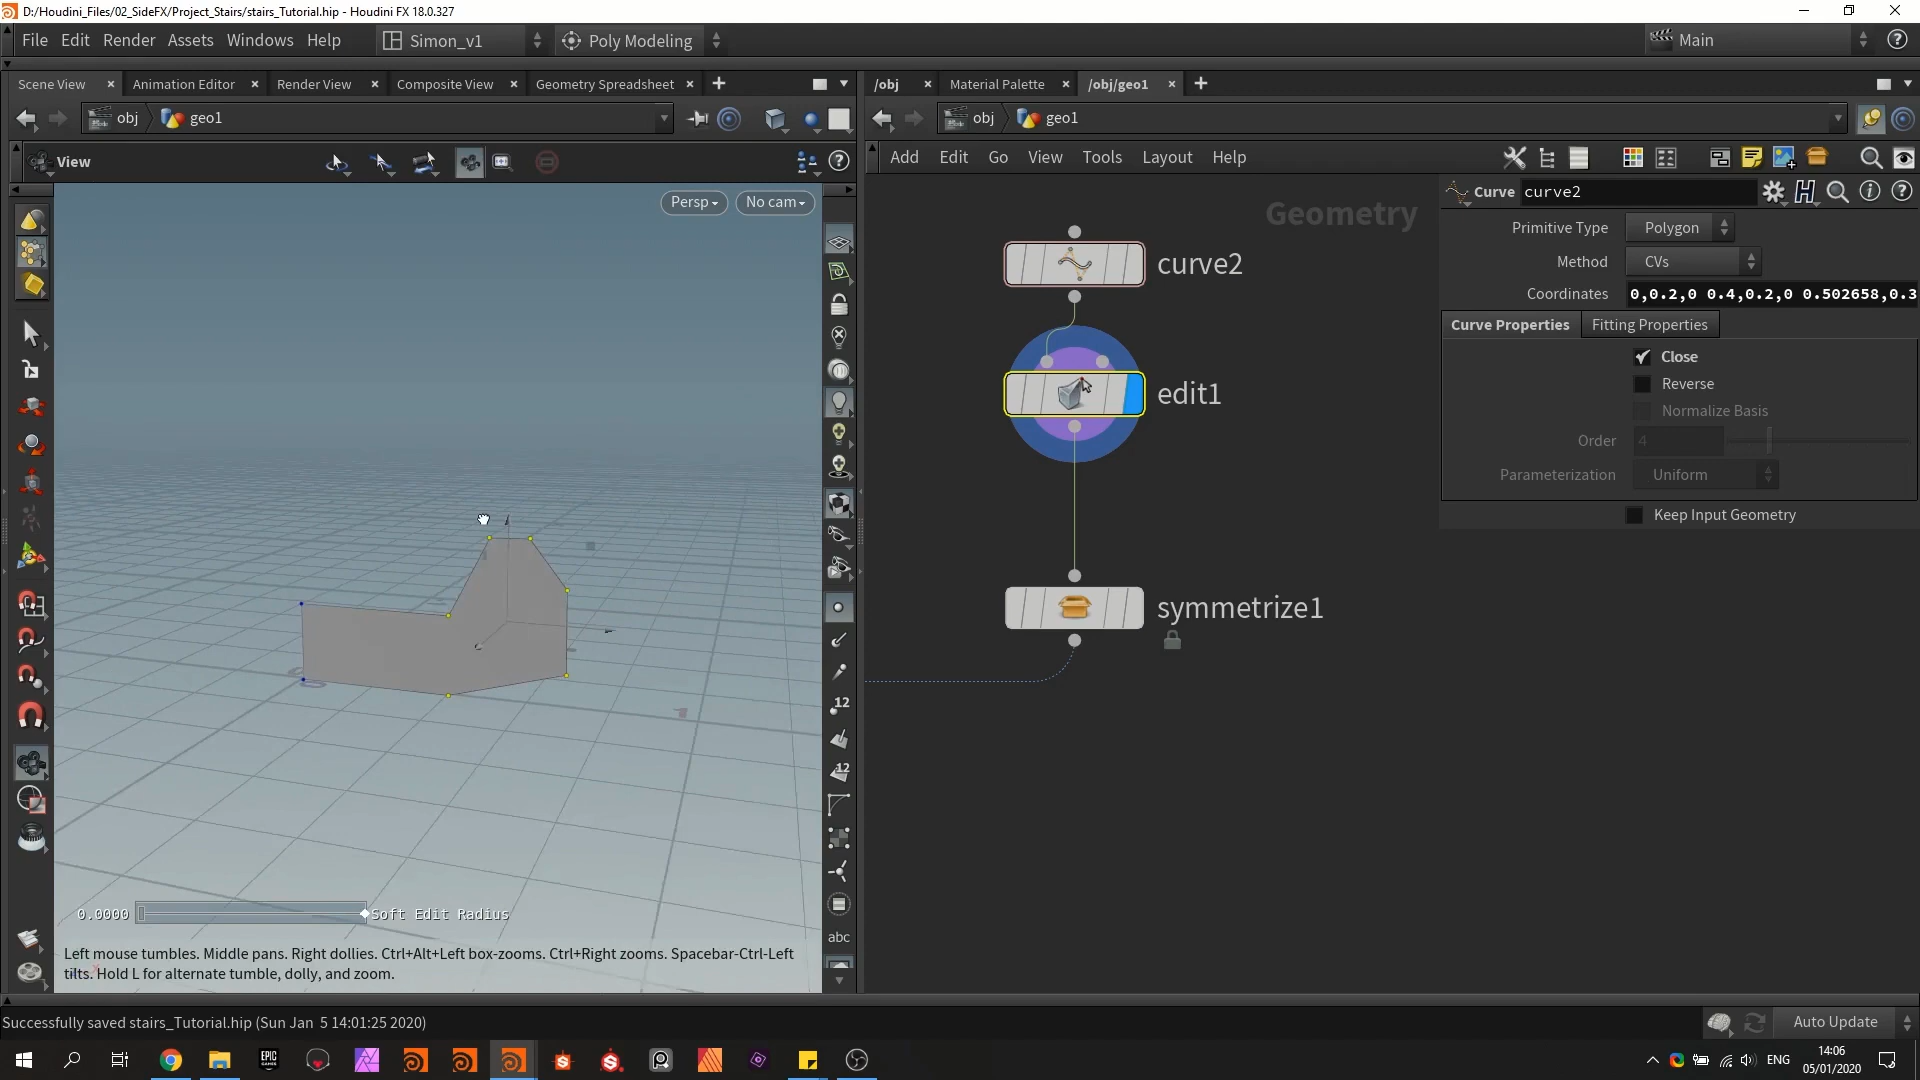 D:/Houdini_Files/02_SideFX/Project_Stairs/stairs_Tutorial.hip - Houdini FX 18.0.327
File Edit Render Assets Windows Help Simon_v1 Poly Modeling Main
Scene View Animation Editor Render View Composite View Geometry Spreadsheet
/obj Material Palette /obj/geo1
obj geo1
obj geo1
View
Add Edit Go View Tools Layout Help
Persp No cam
Geometry
Curve curve2
Primitive Type Polygon
Method CVs
Coordinates 0,0.2,0 0.4,0.2,0 0.502658,0.3
Curve Properties Fitting Properties
Close
Reverse
Normalize Basis
Order 4
Parameterization Uniform
Keep Input Geometry
curve2
edit1
symmetrize1
12
12
abc
0.0000 Soft Edit Radius
Left mouse tumbles. Middle pans. Right dollies. Ctrl+Alt+Left box-zooms. Ctrl+Right zooms. Spacebar-Ctrl-Left
tilts. Hold L for alternate tumble, dolly, and zoom.
Successfully saved stairs_Tutorial.hip (Sun Jan 5 14:01:25 2020)
Auto Update
EPIC
ENG
14:06
05/01/2020